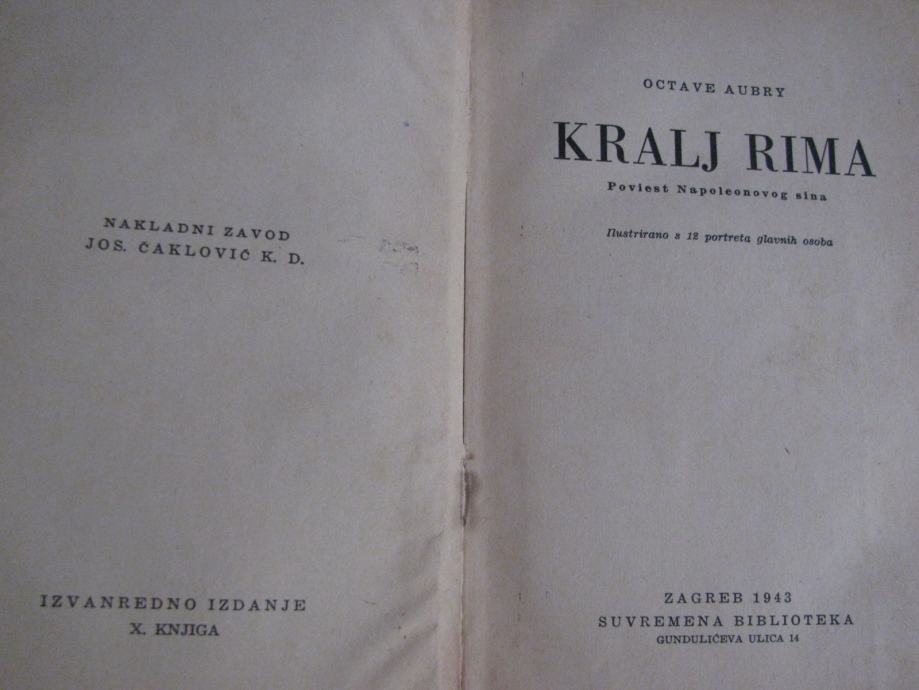 NAKLADNI ZAVOD
JOS. ČAKLOVIĆ K. D.
IZVANREDNO IZDANJE
X. KNJIGA
OCTAVE AUBRY
KRALJ RIMA
Poviest Napoleonovog sina
Ilustrirano s 12 portreta glavnih osoba
ZAGREB 1943
SUVREMENA BIBLIOTEKA
GUNDULIĆEVA ULICA 14